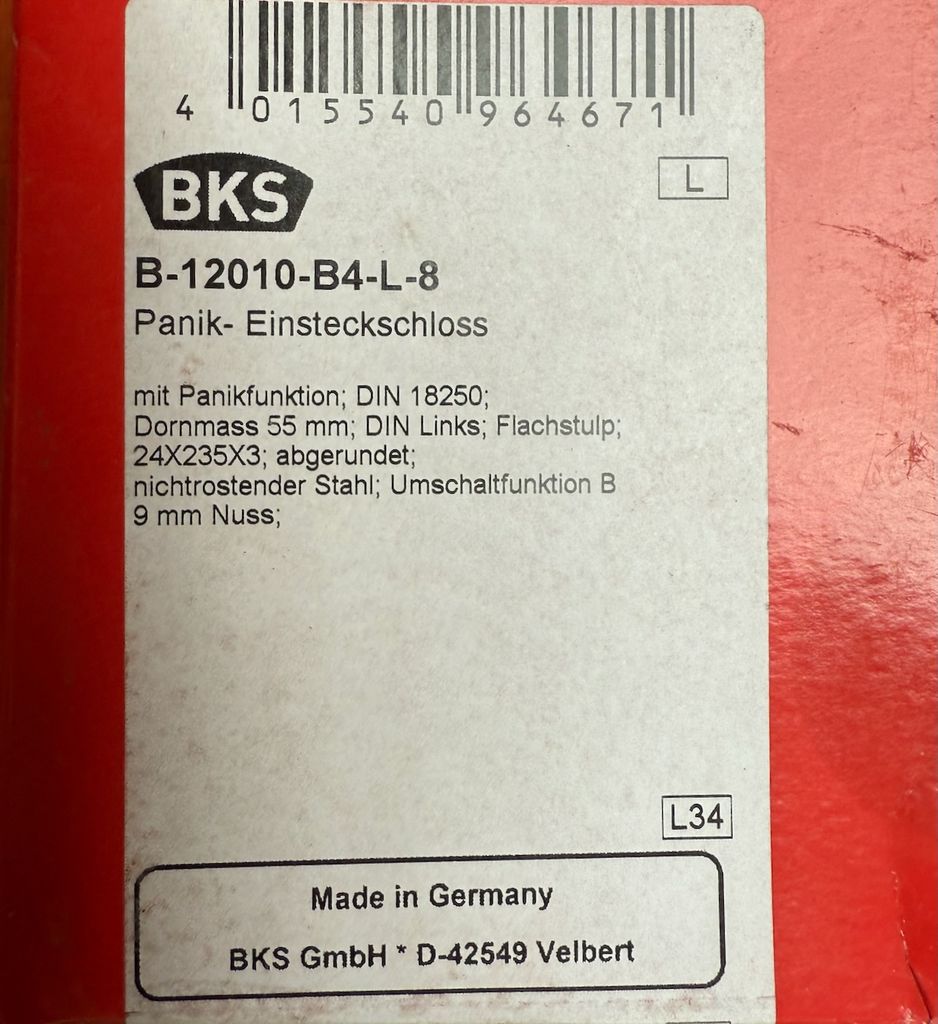 4 015540 964671
BKS
L
B-12010-B4-L-8
Panik- Einsteckschloss
mit Panikfunktion; DIN 18250;
Dornmass 55 mm; DIN Links; Flachstulp;
24X235X3; abgerundet;
nichtrostender Stahl; Umschaltfunktion B
9 mm Nuss;
L34
Made in Germany
BKS GmbH * D-42549 Velbert